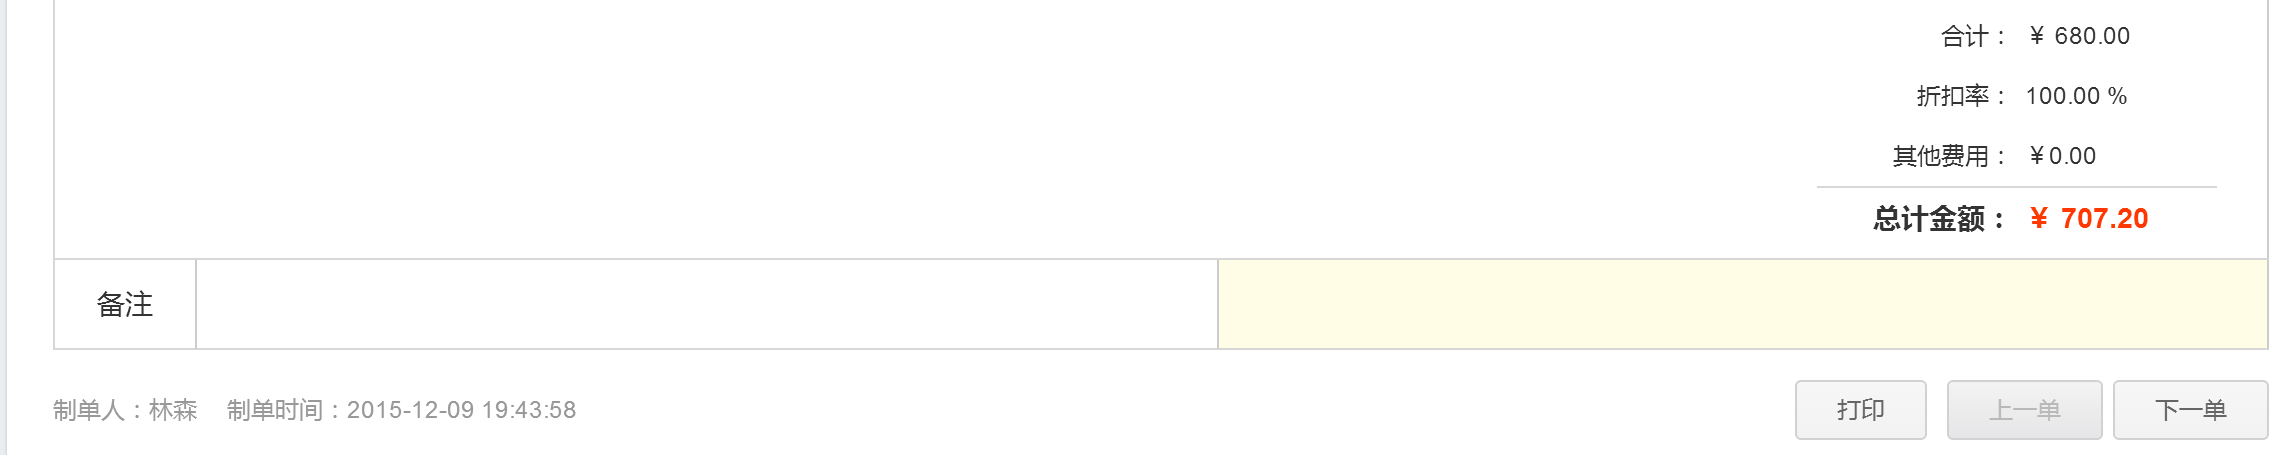 合计： ¥ 680.00
折扣率： 100.00 %
其他费用： ¥0.00
总计金额： ¥ 707.20
备注
制单人：林森 制单时间：2015-12-09 19:43:58
打印 上一单 下一单